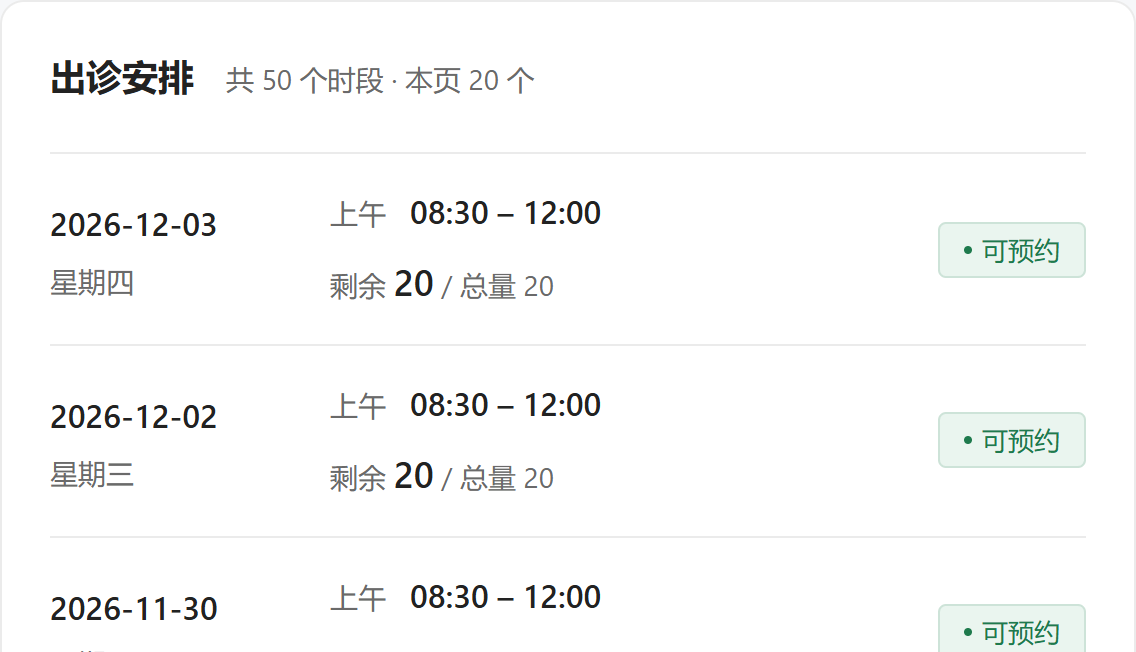 出诊安排 共 50 个时段 · 本页 20 个
2026-12-03
星期四
上午 08:30 – 12:00
剩余 20 / 总量 20
• 可预约
2026-12-02
星期三
上午 08:30 – 12:00
剩余 20 / 总量 20
• 可预约
2026-11-30
上午 08:30 – 12:00
• 可预约